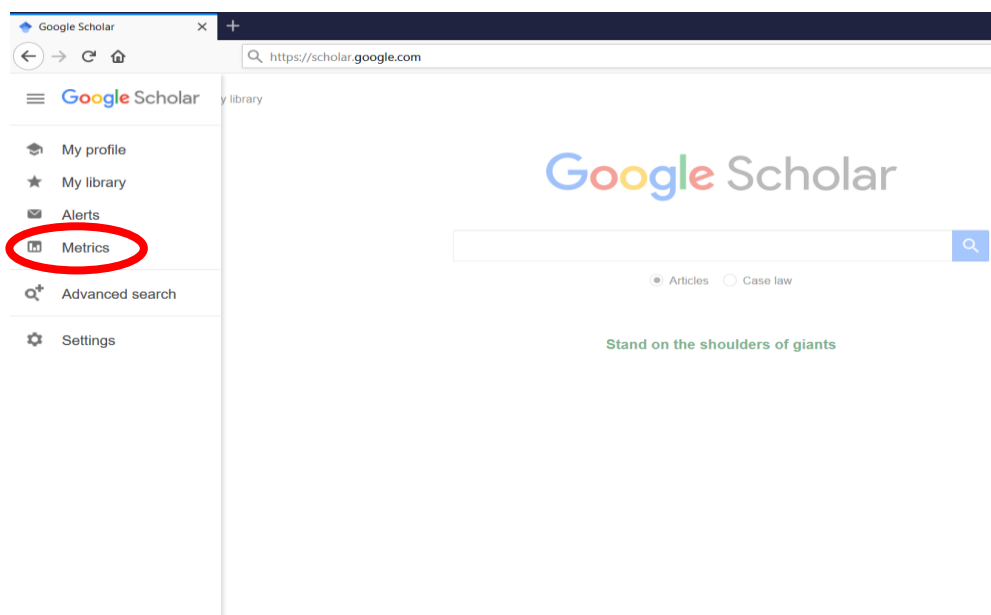 Google Scholar
https://scholar.google.com
Google Scholar
y library
My profile
My library
Alerts
Metrics
Advanced search
Settings
Google Scholar
Articles
Case law
Stand on the shoulders of giants